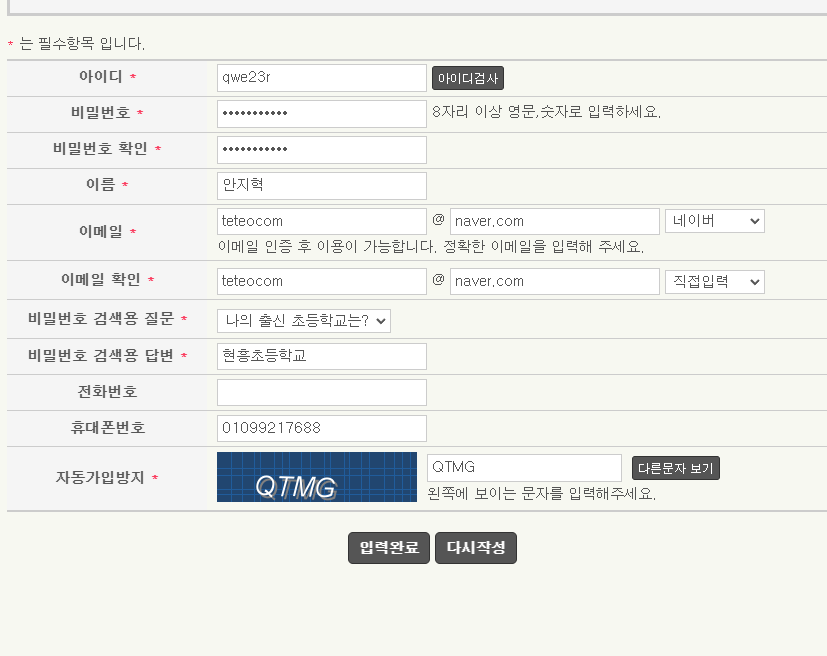 * 는 필수항목 입니다.
아이디 * qwe23r 아이디검사
비밀번호 * ••••••••••• 8자리 이상 영문,숫자로 입력하세요.
비밀번호 확인 * •••••••••••
이름 * 안지혁
이메일 * teteocom @ naver.com 네이버
이메일 인증 후 이용이 가능합니다. 정확한 이메일을 입력해 주세요.
이메일 확인 * teteocom @ naver.com 직접입력
비밀번호 검색용 질문 * 나의 출신 초등학교는?
비밀번호 검색용 답변 * 현흥초등학교
전화번호
휴대폰번호 01099217688
자동가입방지 * QTMG QTMG 다른문자 보기
왼쪽에 보이는 문자를 입력해주세요.
입력완료 다시작성